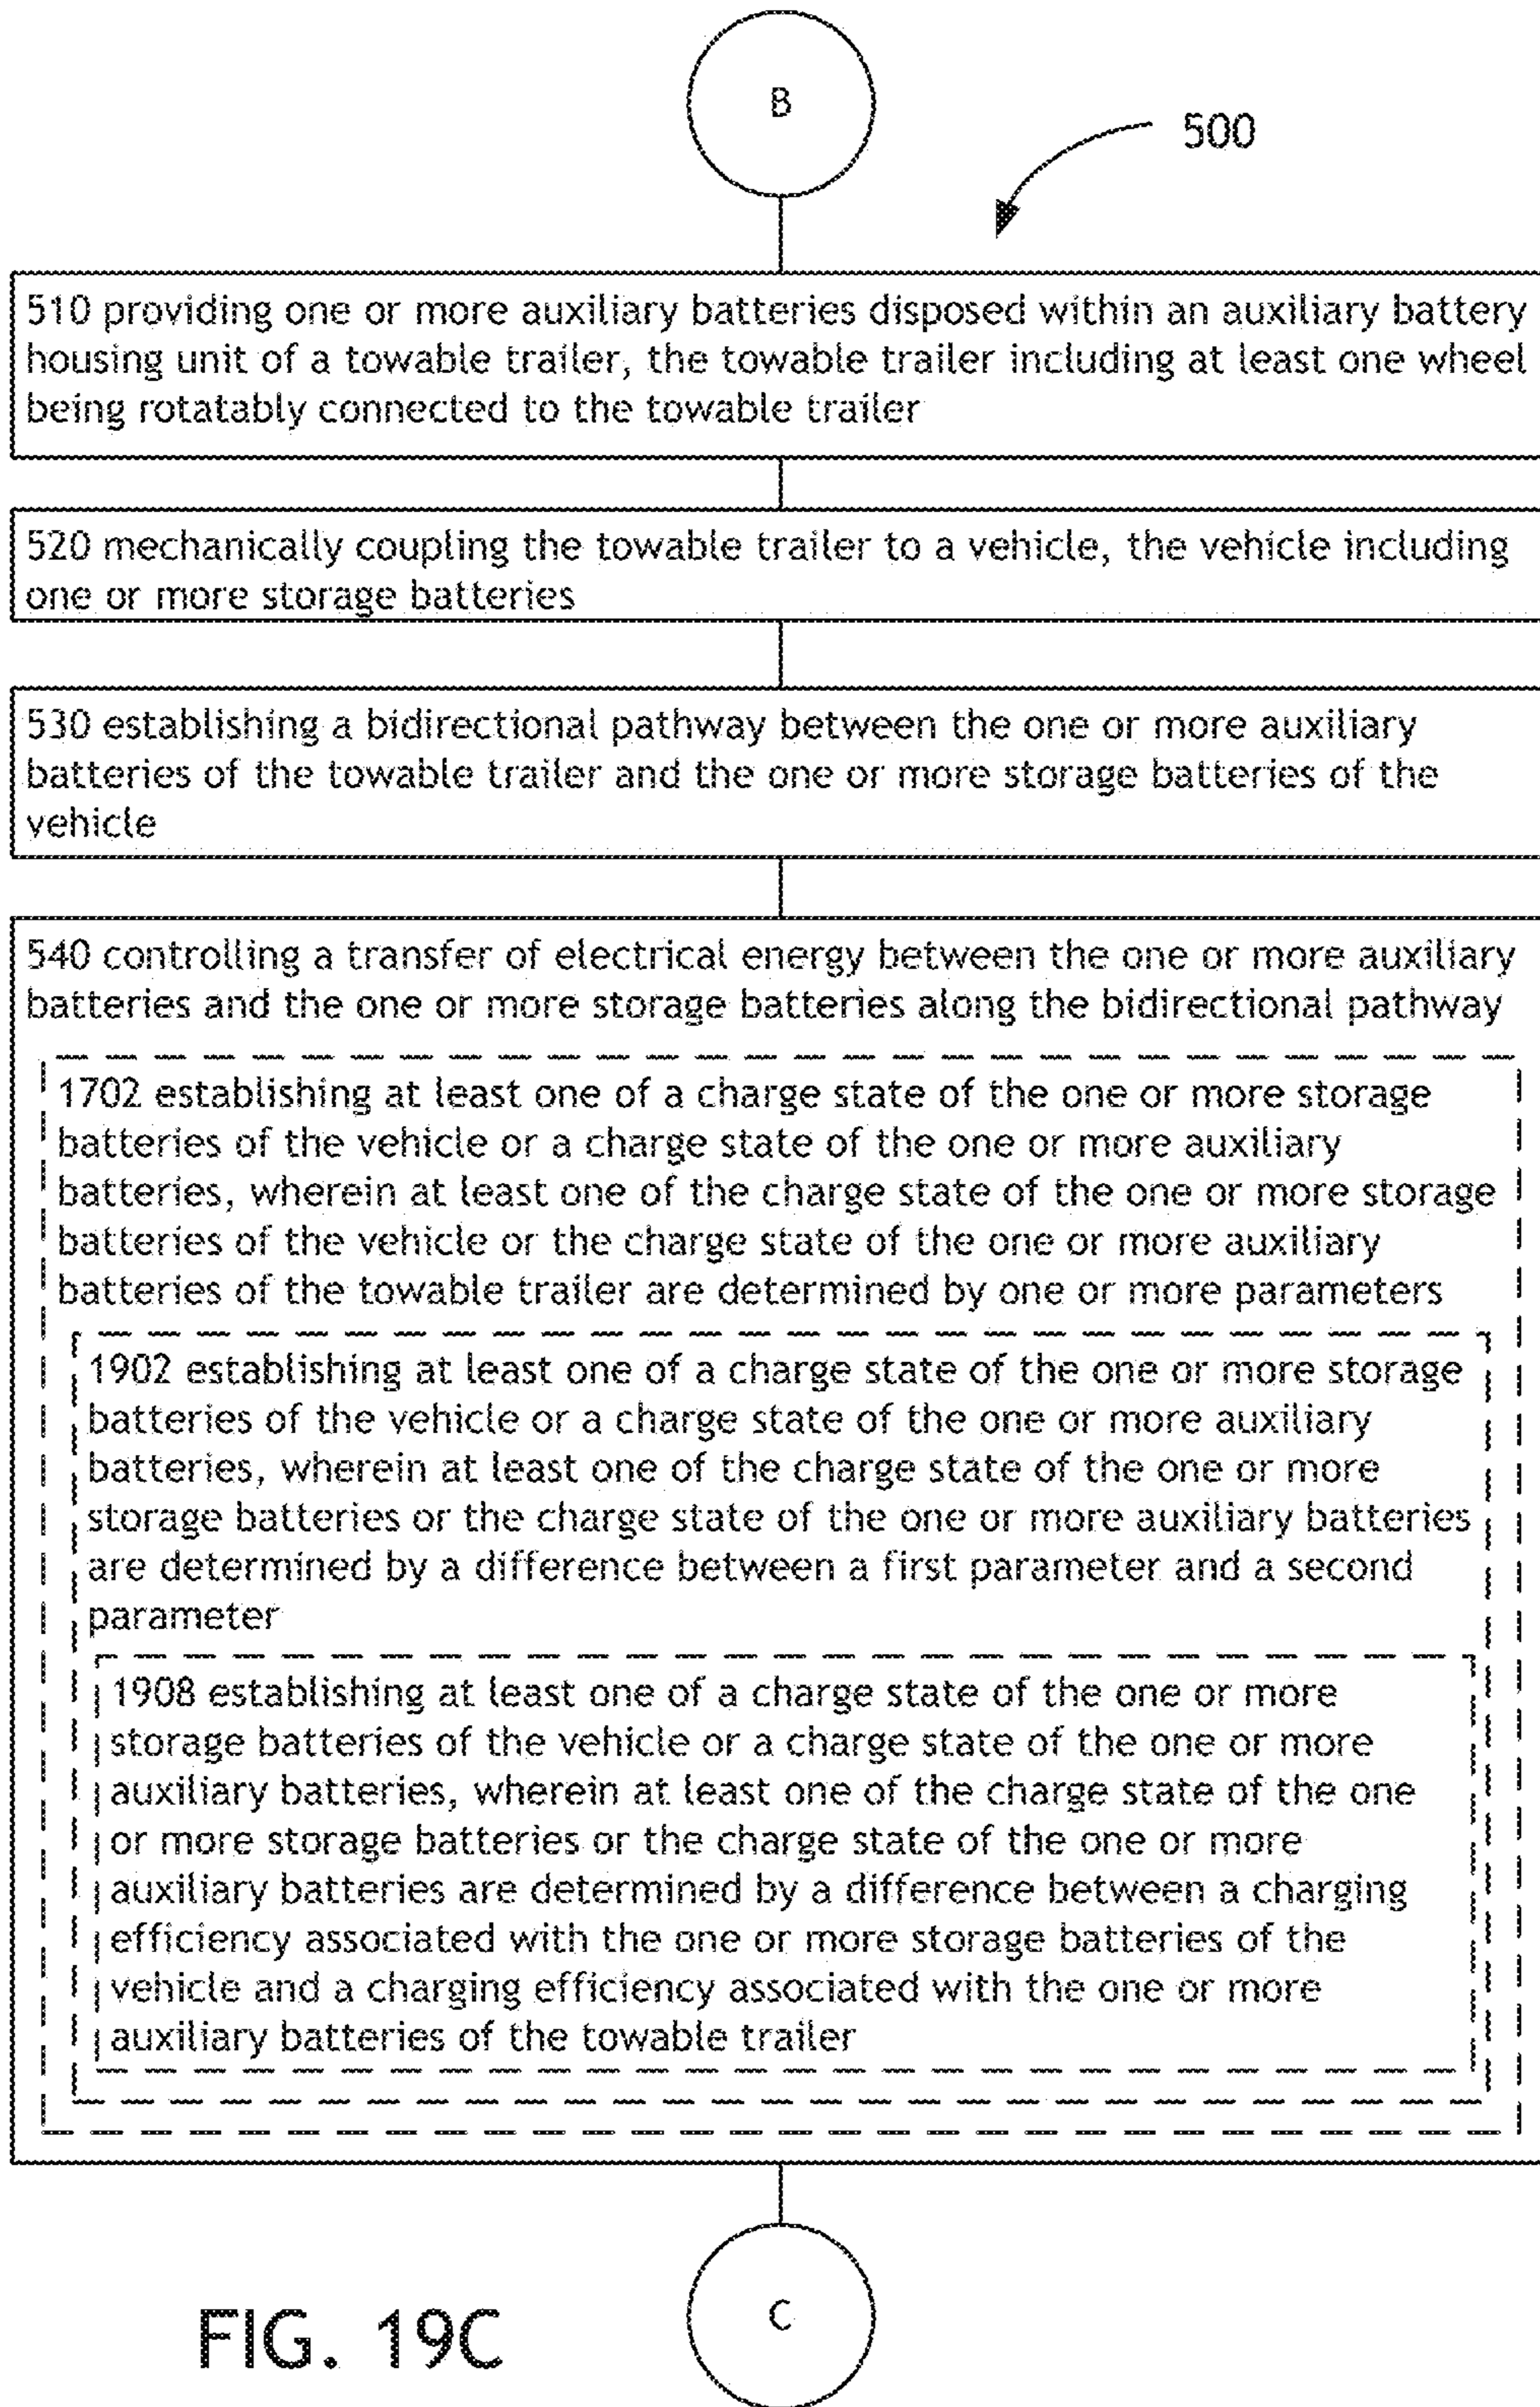 B
500
510 providing one or more auxiliary batteries disposed within an auxiliary battery
housing unit of a towable trailer, the towable trailer including at least one wheel
being rotatably connected to the towable trailer
520 mechanically coupling the towable trailer to a vehicle, the vehicle including
one or more storage batteries
530 establishing a bidirectional pathway between the one or more auxiliary
batteries of the towable trailer and the one or more storage batteries of the
vehicle
540 controlling a transfer of electrical energy between the one or more auxiliary
batteries and the one or more storage batteries along the bidirectional pathway
1702 establishing at least one of a charge state of the one or more storage
batteries of the vehicle or a charge state of the one or more auxiliary
batteries, wherein at least one of the charge state of the one or more storage
batteries of the vehicle or the charge state of the one or more auxiliary
batteries of the towable trailer are determined by one or more parameters
1902 establishing at least one of a charge state of the one or more storage
batteries of the vehicle or a charge state of the one or more auxiliary
batteries, wherein at least one of the charge state of the one or more
storage batteries or the charge state of the one or more auxiliary batteries
are determined by a difference between a first parameter and a second
parameter
1908 establishing at least one of a charge state of the one or more
storage batteries of the vehicle or a charge state of the one or more
auxiliary batteries, wherein at least one of the charge state of the one
or more storage batteries or the charge state of the one or more
auxiliary batteries are determined by a difference between a charging
efficiency associated with the one or more storage batteries of the
vehicle and a charging efficiency associated with the one or more
auxiliary batteries of the towable trailer
C
FIG. 19C